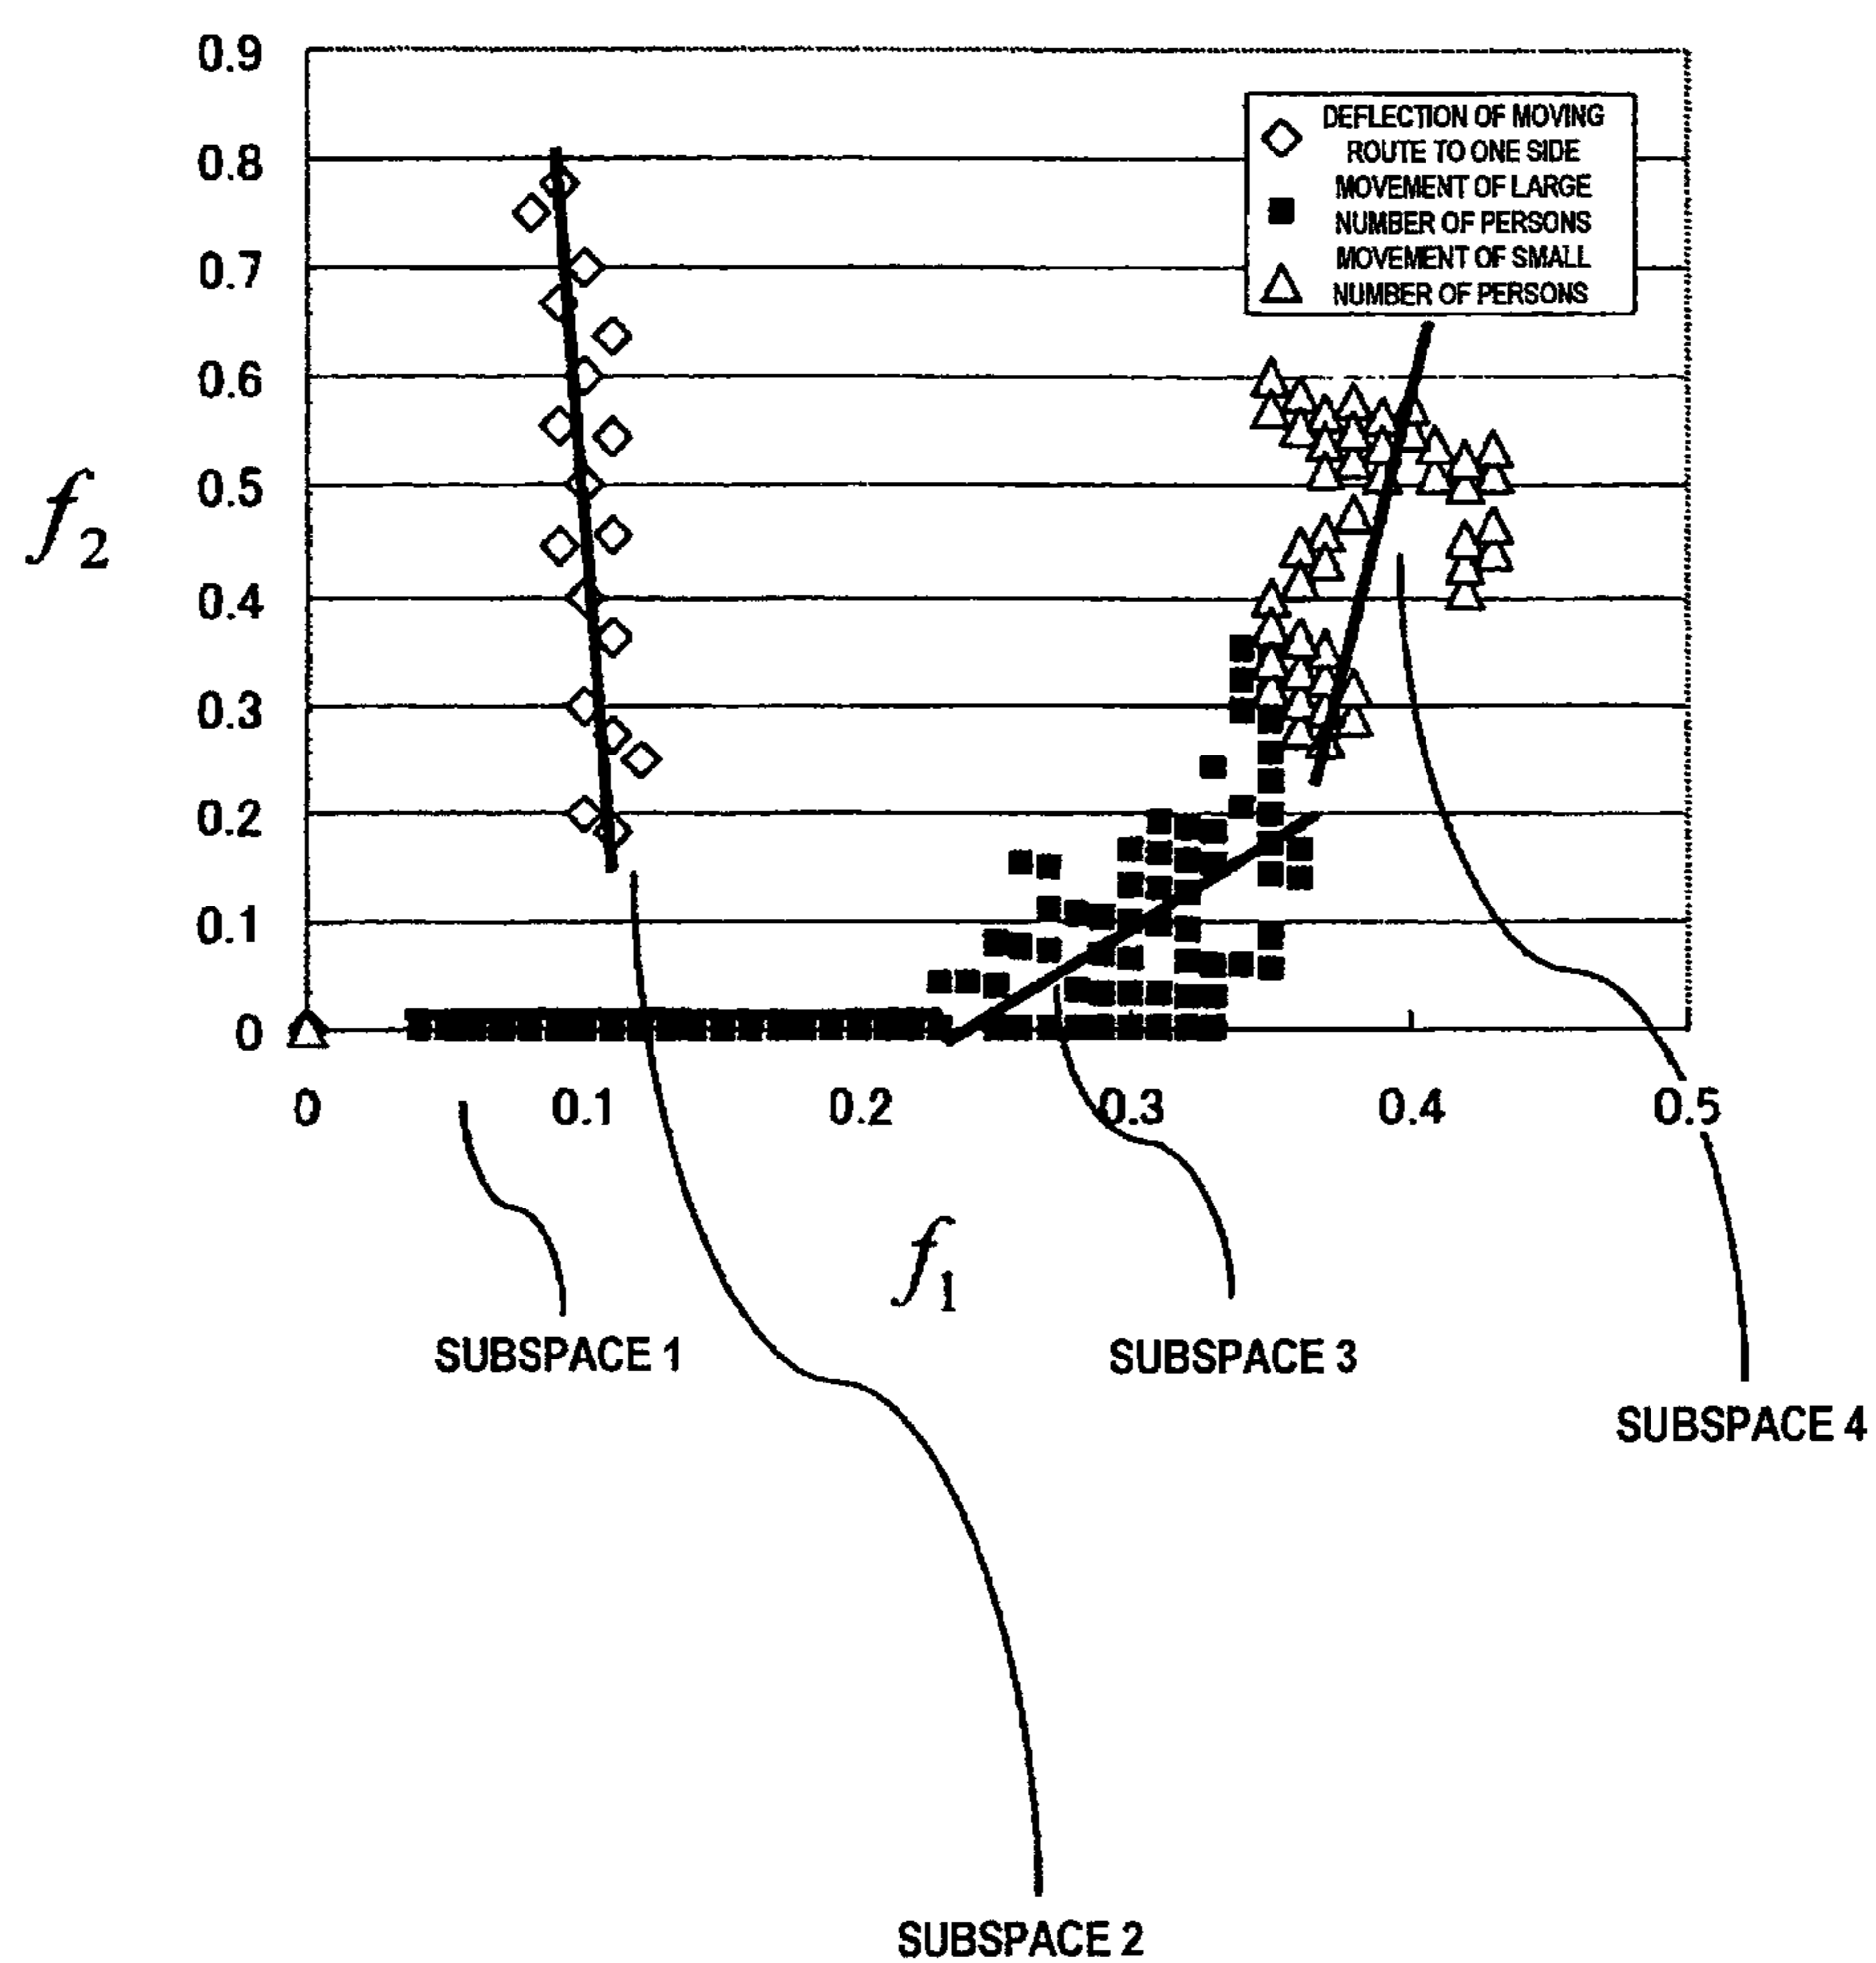 0.9
0.8
0.7
0.6
0.5
0.4
0.3
0.2
0.1
0
f2
DEFLECTION OF MOVING
ROUTE TO ONE SIDE
MOVEMENT OF LARGE
NUMBER OF PERSONS
MOVEMENT OF SMALL
NUMBER OF PERSONS
0 0.1 0.2 0.3 0.4 0.5
f1
SUBSPACE 1
SUBSPACE 3
SUBSPACE 4
SUBSPACE 2